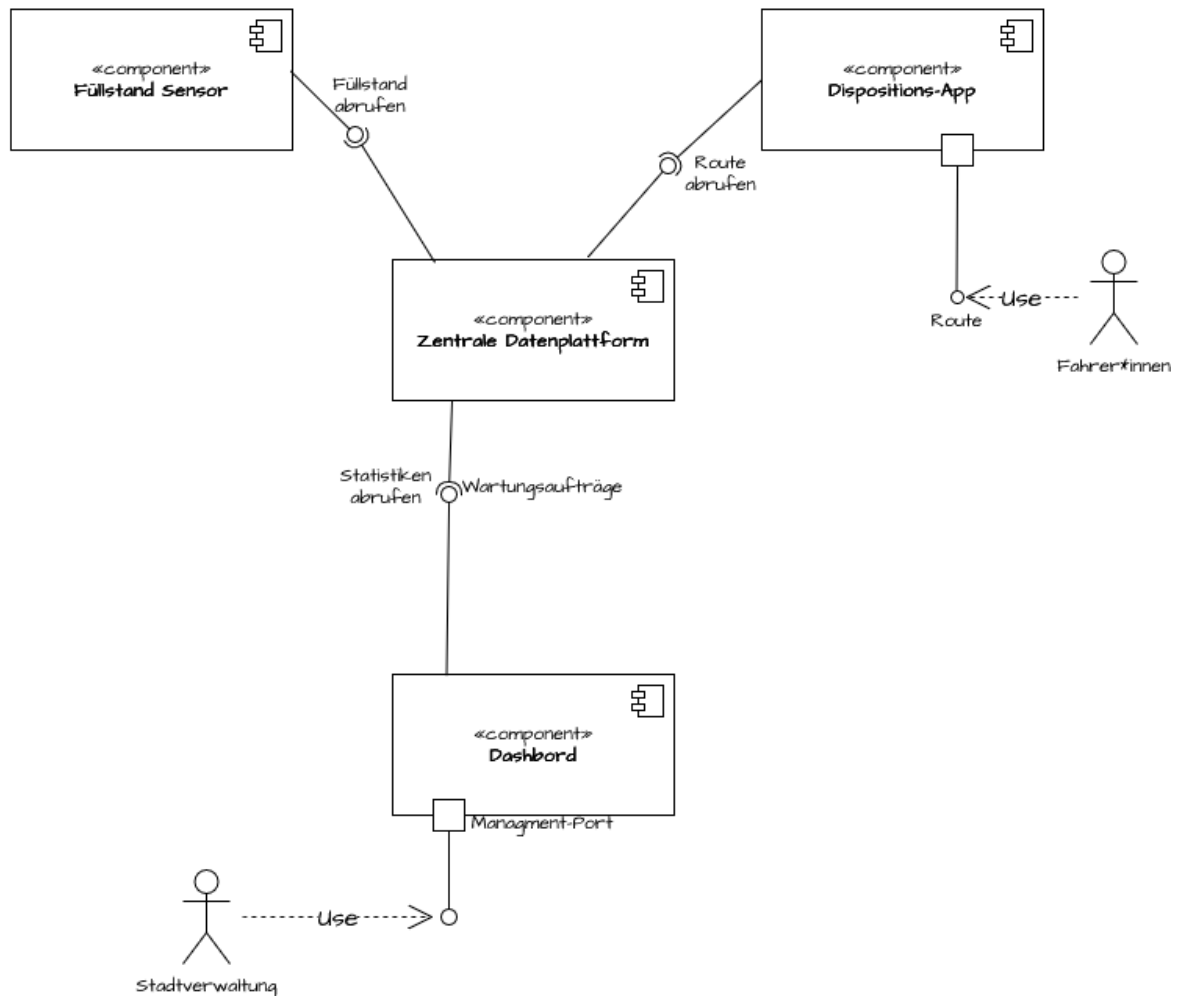 «component»
Füllstand Sensor
Füllstand
abrufen
«component»
Dispositions-App
Route
abrufen
«component»
Zentrale Datenplattform
Use
Route
Fahrer*innen
Statistiken
abrufen
Wartungsaufträge
«component»
Dashbord
Managment-Port
Use
Stadtverwaltung